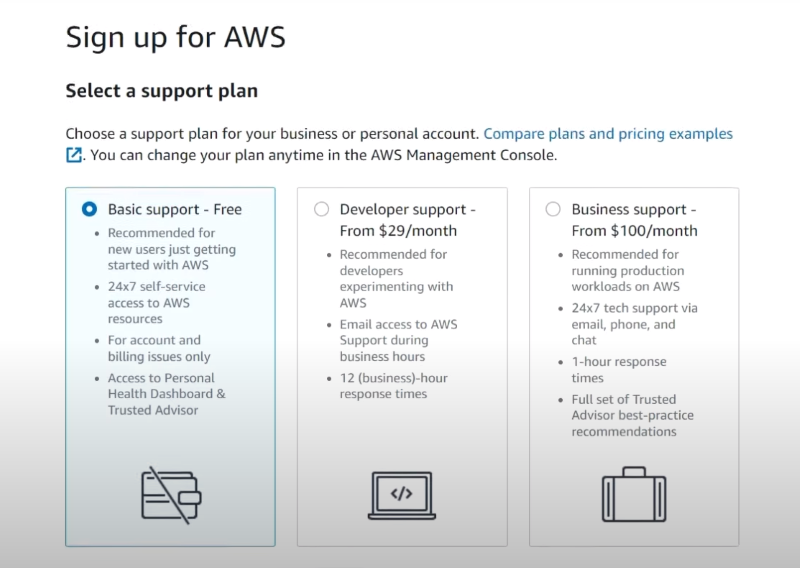 Sign up for AWS
Select a support plan
Choose a support plan for your business or personal account. Compare plans and pricing examples
. You can change your plan anytime in the AWS Management Console.
Basic support - Free
• Recommended for
new users just getting
started with AWS
• 24x7 self-service
access to AWS
resources
• For account and
billing issues only
• Access to Personal
Health Dashboard &
Trusted Advisor
Developer support -
From $29/month
• Recommended for
developers
experimenting with
AWS
• Email access to AWS
Support during
business hours
• 12 (business)-hour
response times
</>
Business support -
From $100/month
• Recommended for
running production
workloads on AWS
• 24x7 tech support via
email, phone, and
chat
• 1-hour response
times
• Full set of Trusted
Advisor best-practice
recommendations